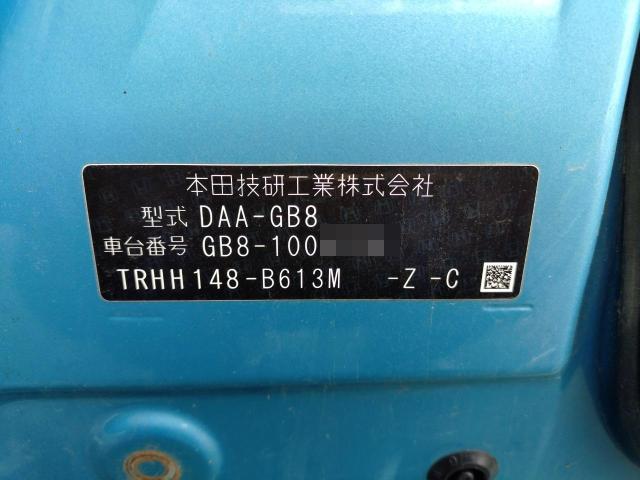 本田技研工業株式会社
型式 DAA-GB8
車台番号 GB8-100
TRHH148-B613M -Z -C